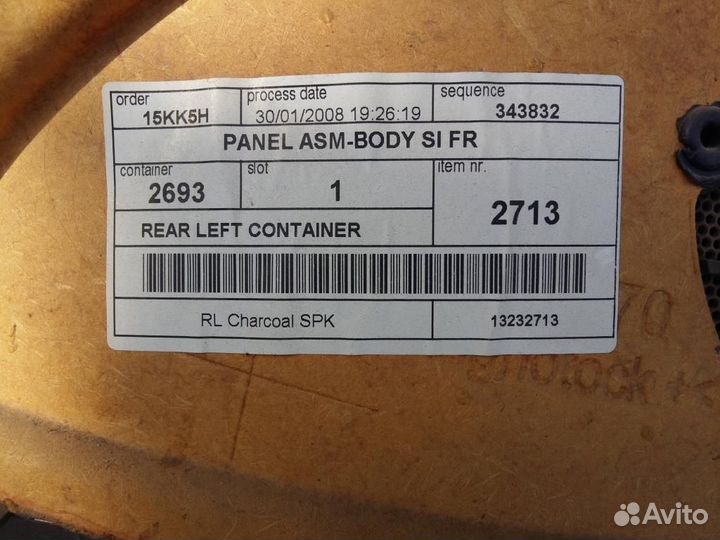 order process date sequence
15KK5H 30/01/2008 19:26:19 343832
PANEL ASM-BODY SI FR
container slot item nr.
2693 1 2713
REAR LEFT CONTAINER
RL Charcoal SPK 13232713
70
Avito